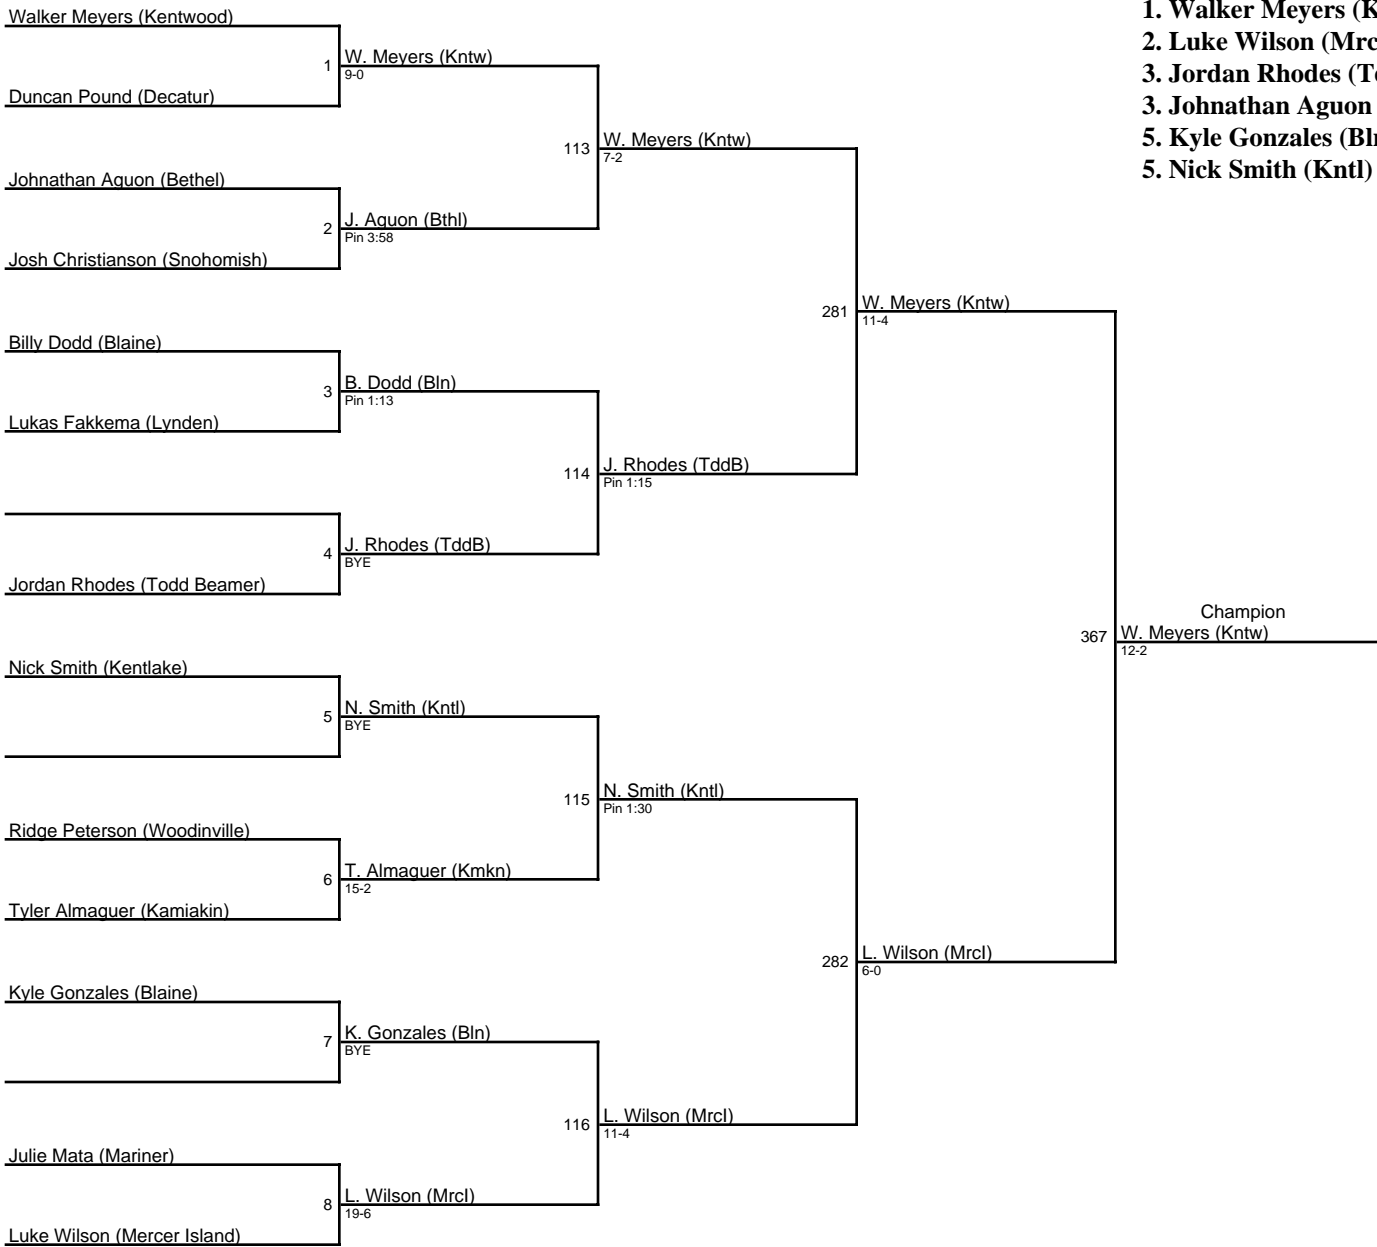 Walker Meyers (Kentwood)
1
W. Meyers (Kntw)
9-0
Duncan Pound (Decatur)
113
W. Meyers (Kntw)
7-2
Johnathan Aguon (Bethel)
2
J. Aguon (Bthl)
Pin 3:58
Josh Christianson (Snohomish)
281
W. Meyers (Kntw)
11-4
Billy Dodd (Blaine)
3
B. Dodd (Bln)
Pin 1:13
Lukas Fakkema (Lynden)
114
J. Rhodes (TddB)
Pin 1:15
4
J. Rhodes (TddB)
BYE
Jordan Rhodes (Todd Beamer)
Champion
367
W. Meyers (Kntw)
12-2
Nick Smith (Kentlake)
5
N. Smith (Kntl)
BYE
115
N. Smith (Kntl)
Pin 1:30
Ridge Peterson (Woodinville)
6
T. Almaguer (Kmkn)
15-2
Tyler Almaguer (Kamiakin)
282
L. Wilson (MrcI)
6-0
Kyle Gonzales (Blaine)
7
K. Gonzales (Bln)
BYE
116
L. Wilson (MrcI)
11-4
Julie Mata (Mariner)
8
L. Wilson (MrcI)
19-6
Luke Wilson (Mercer Island)
1. Walker Meyers (K
2. Luke Wilson (Mrc
3. Jordan Rhodes (T
3. Johnathan Aguon
5. Kyle Gonzales (Bl
5. Nick Smith (Kntl)